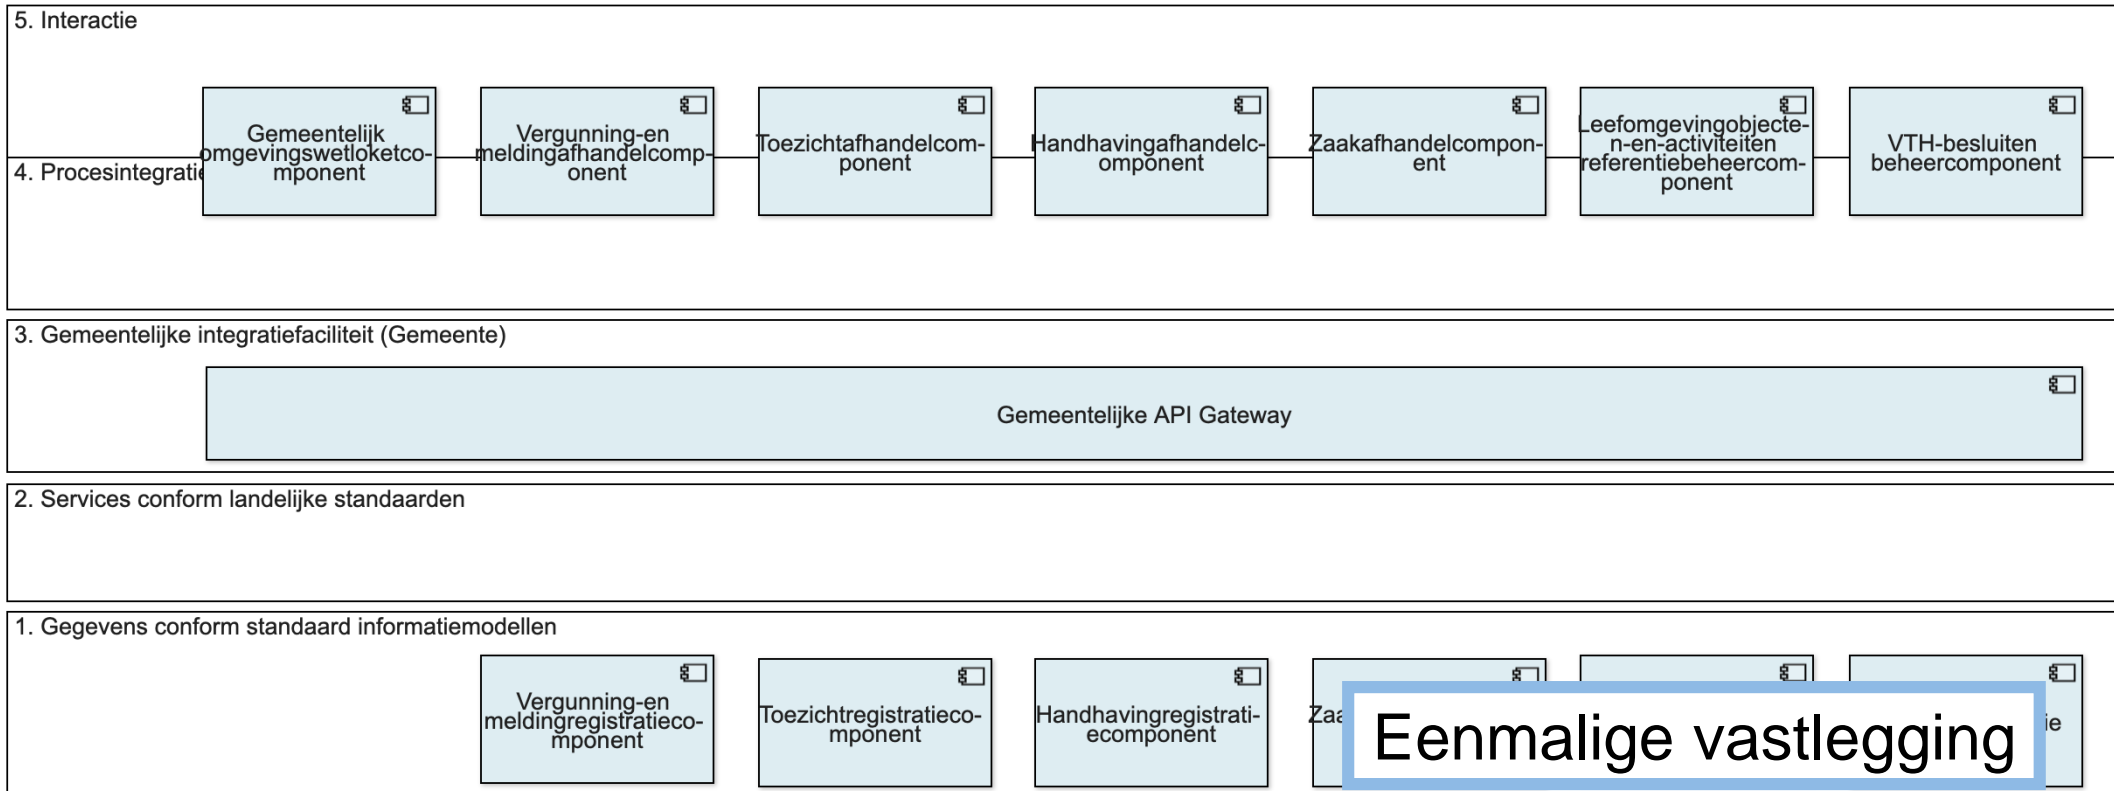 5. Interactie
Gemeentelijk
omgevingswetloketco-
mponent
Vergunning-en
meldingafhandelcomp-
onent
Toezichtafhandelcom-
ponent
Handhavingafhandelc-
omponent
Zaakafhandelcompon-
ent
Leefomgevingobjecte-
n-en-activiteiten
referentiebeheercom-
ponent
VTH-besluiten
beheercomponent
4. Procesintegratie
3. Gemeentelijke integratiefaciliteit (Gemeente)
Gemeentelijke API Gateway
2. Services conform landelijke standaarden
1. Gegevens conform standaard informatiemodellen
Vergunning-en
meldingregistratieco-
mponent
Toezichtregistratieco-
mponent
Handhavingregistrati-
ecomponent
Eenmalige vastlegging